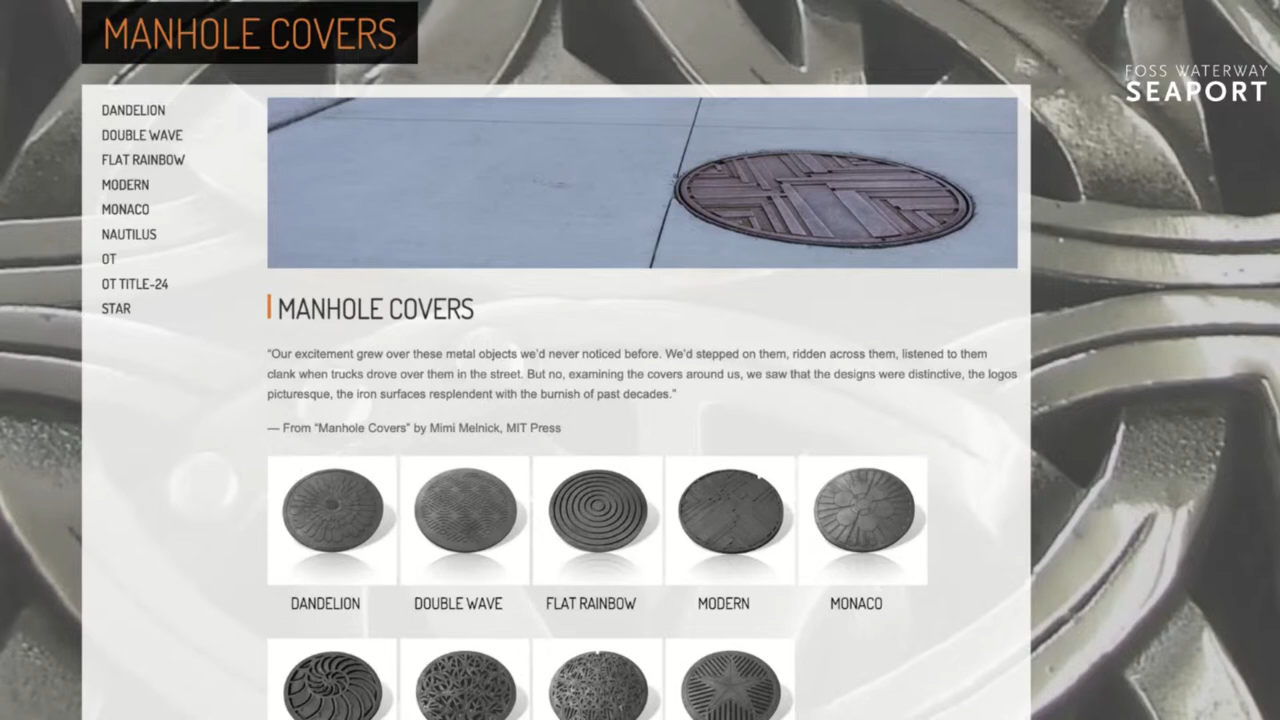 MANHOLE COVERS
FOSS WATERWAY
SEAPORT
DANDELION
DOUBLE WAVE
FLAT RAINBOW
MODERN
MONACO
NAUTILUS
OT
OT TITLE-24
STAR
MANHOLE COVERS
“Our excitement grew over these metal objects we’d never noticed before. We’d stepped on them, ridden across them, listened to them
clank when trucks drove over them in the street. But no, examining the covers around us, we saw that the designs were distinctive, the logos
picturesque, the iron surfaces resplendent with the burnish of past decades.”
— From “Manhole Covers” by Mimi Melnick, MIT Press
DANDELION
DOUBLE WAVE
FLAT RAINBOW
MODERN
MONACO